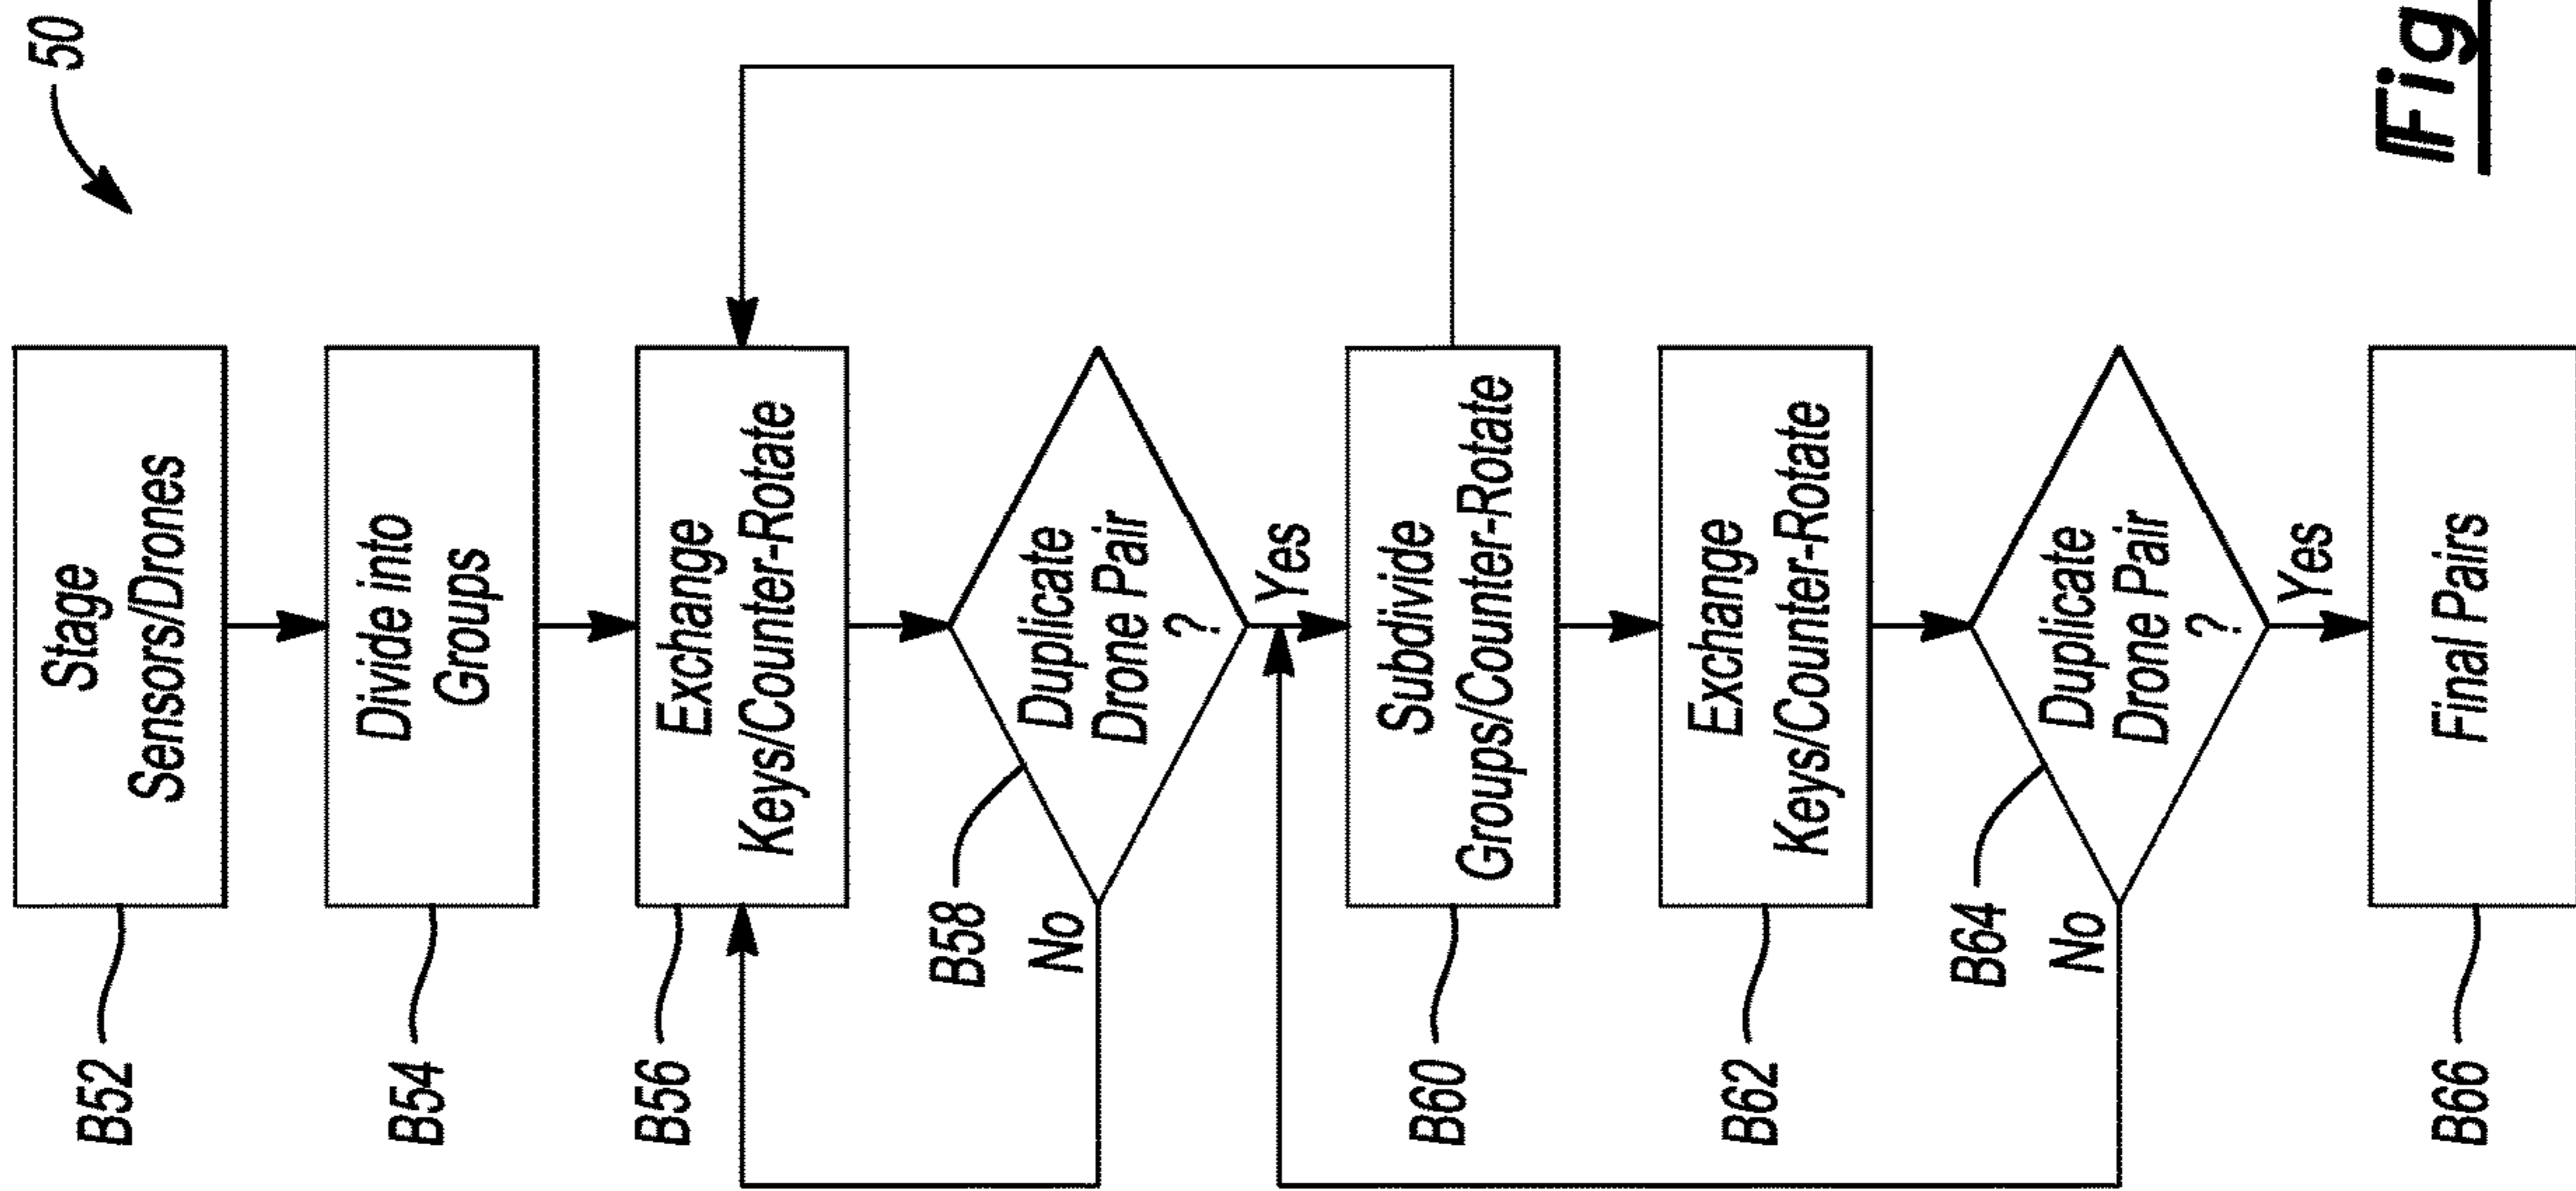 50
B52
Stage
Sensors/Drones
B54
Divide into
Groups
B56
Exchange
Keys/Counter-Rotate
B58
Duplicate
Drone Pair
?
No
Yes
B60
Subdivide
Groups/Counter-Rotate
B62
Exchange
Keys/Counter-Rotate
B64
Duplicate
Drone Pair
?
No
Yes
B66
Final Pairs
Fig